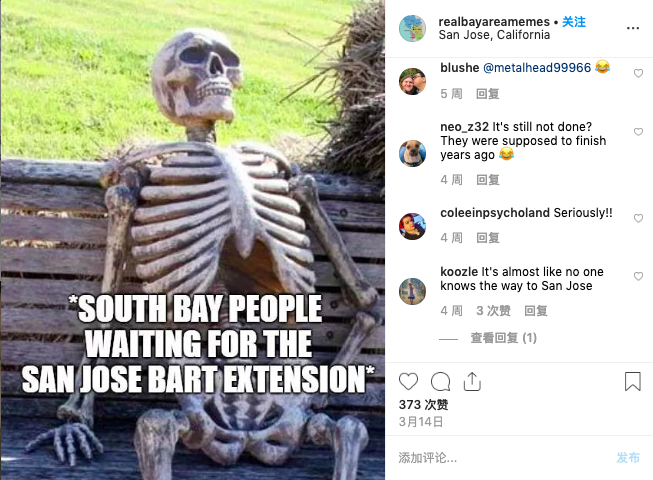 *SOUTH BAY PEOPLE
WAITING FOR THE
SAN JOSE BART EXTENSION*
realbayareamemes • 关注
San Jose, California
blushe @metalhead99966 😂
5 周 回复
neo_z32 It's still not done?
They were supposed to finish
years ago 😂
4 周 回复
coleeinpsycholand Seriously!!
4 周 回复
koozle It's almost like no one
knows the way to San Jose
4 周 3 次赞 回复
查看回复 (1)
373 次赞
3月14日
添加评论...
发布